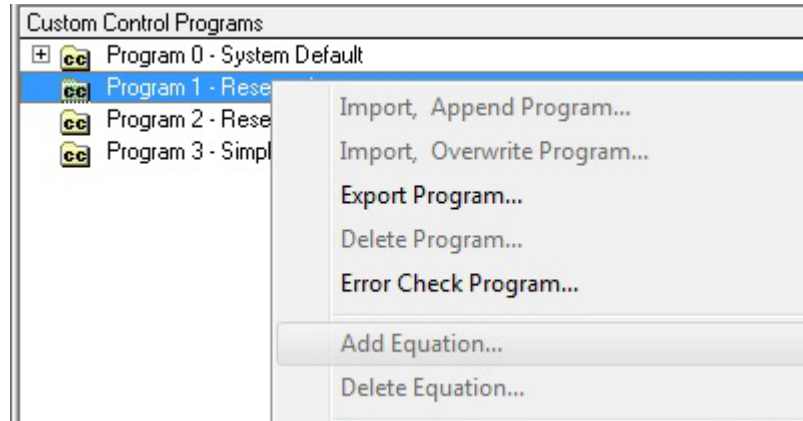 Custom Control Programs
Program 0 - System Default
Program 1 - Rese
Program 2 - Rese
Program 3 - Simpl
Import, Append Program...
Import, Overwrite Program...
Export Program...
Delete Program...
Error Check Program...
Add Equation...
Delete Equation...